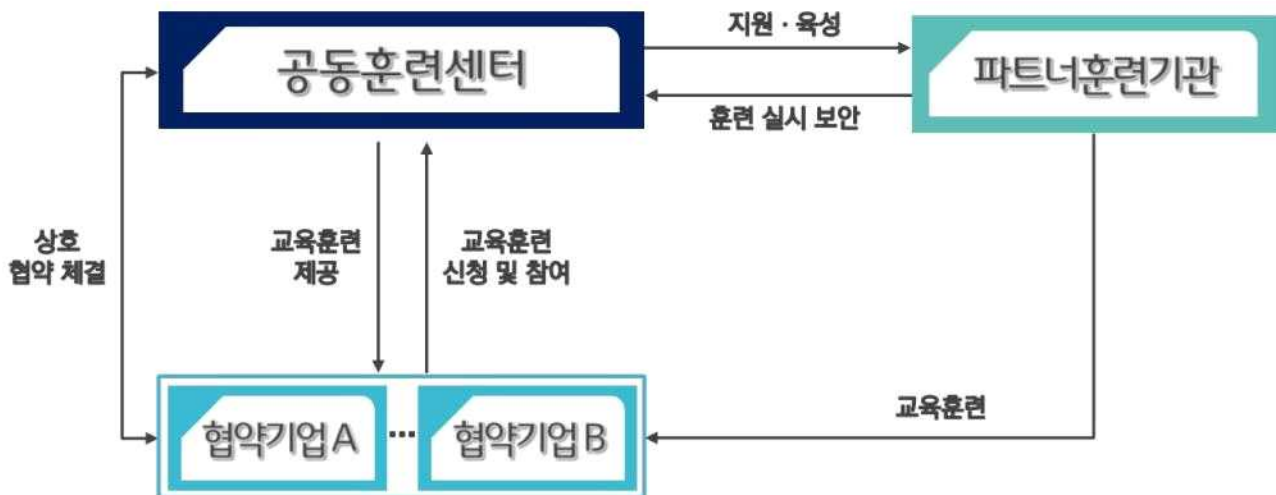 지원 · 육성
공동훈련센터
파트너훈련기관
훈련 실시 보안
상호
협약 체결
교육훈련
제공
교육훈련
신청 및 참여
협약기업 A
...
협약기업 B
교육훈련